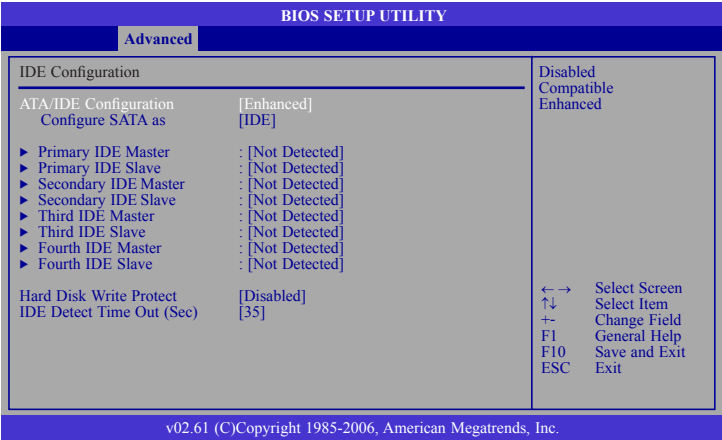 BIOS SETUP UTILITY
Advanced
IDE Configuration
ATA/IDE Configuration [Enhanced]
Configure SATA as [IDE]
► Primary IDE Master : [Not Detected]
► Primary IDE Slave : [Not Detected]
► Secondary IDE Master : [Not Detected]
► Secondary IDE Slave : [Not Detected]
► Third IDE Master : [Not Detected]
► Third IDE Slave : [Not Detected]
► Fourth IDE Master : [Not Detected]
► Fourth IDE Slave : [Not Detected]
Hard Disk Write Protect [Disabled]
IDE Detect Time Out (Sec) [35]
Disabled
Compatible
Enhanced
←→ Select Screen
↑↓ Select Item
+- Change Field
F1 General Help
F10 Save and Exit
ESC Exit
v02.61 (C)Copyright 1985-2006, American Megatrends, Inc.